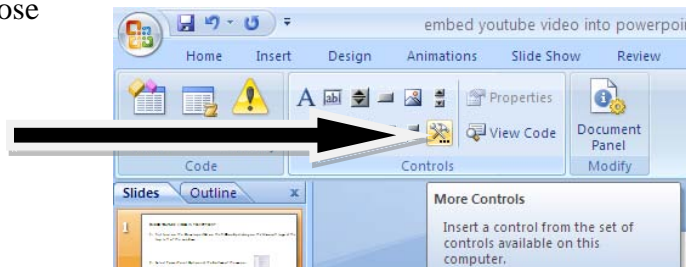 ose
embed youtube video into powerpoi
Home Insert Design Animations Slide Show Review
A ab| Properties
View Code
Document
Panel
Code Controls Modify
Slides Outline x
More Controls
1
Insert a control from the set of
controls available on this
computer.